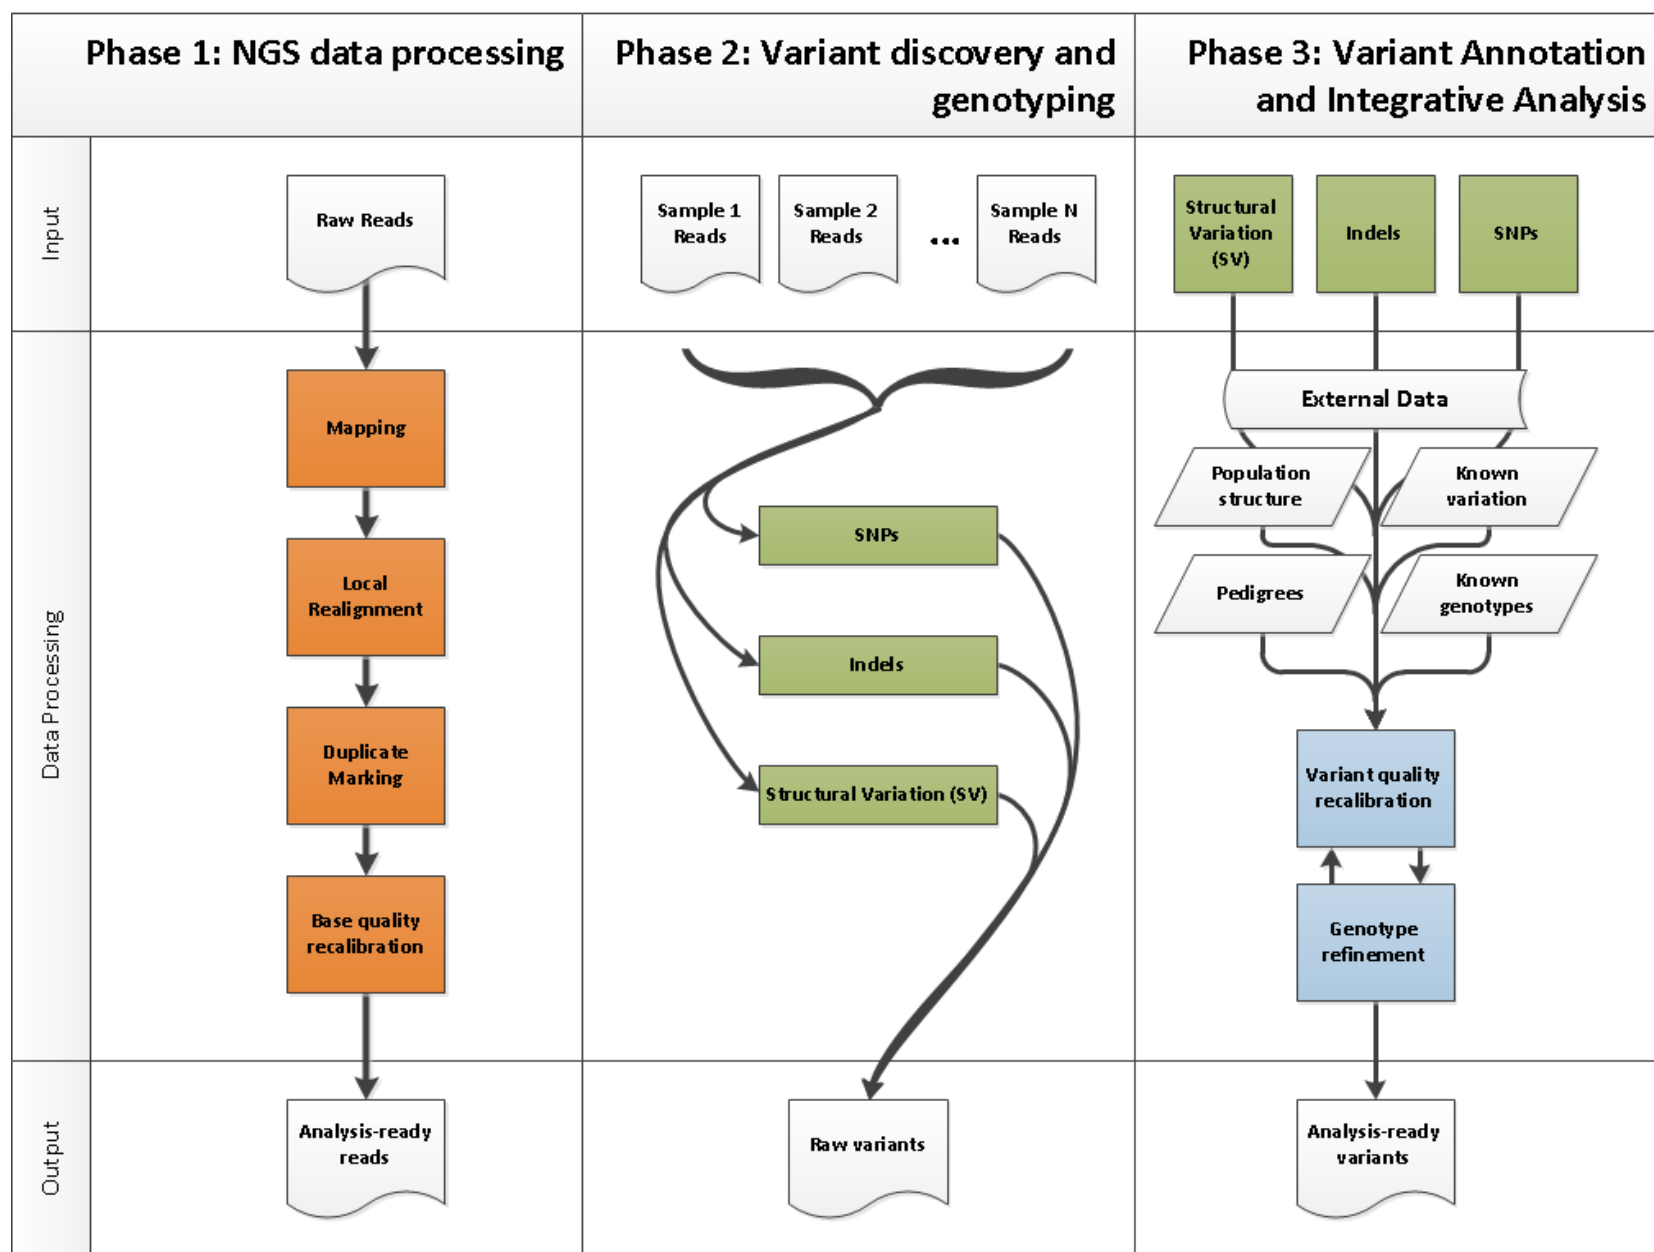 Phase 1: NGS data processing
Phase 2: Variant discovery and
genotyping
Phase 3: Variant Annotation
and Integrative Analysis
Input
Raw Reads
Sample 1
Reads
Sample 2
Reads
...
Sample N
Reads
Structural
Variation
(SV)
Indels
SNPs
Data Processing
Mapping
Local
Realignment
Duplicate
Marking
Base quality
recalibration
SNPs
Indels
Structural Variation (SV)
External Data
Population
structure
Known
variation
Pedigrees
Known
genotypes
Variant quality
recalibration
Genotype
refinement
Output
Analysis-ready
reads
Raw variants
Analysis-ready
variants